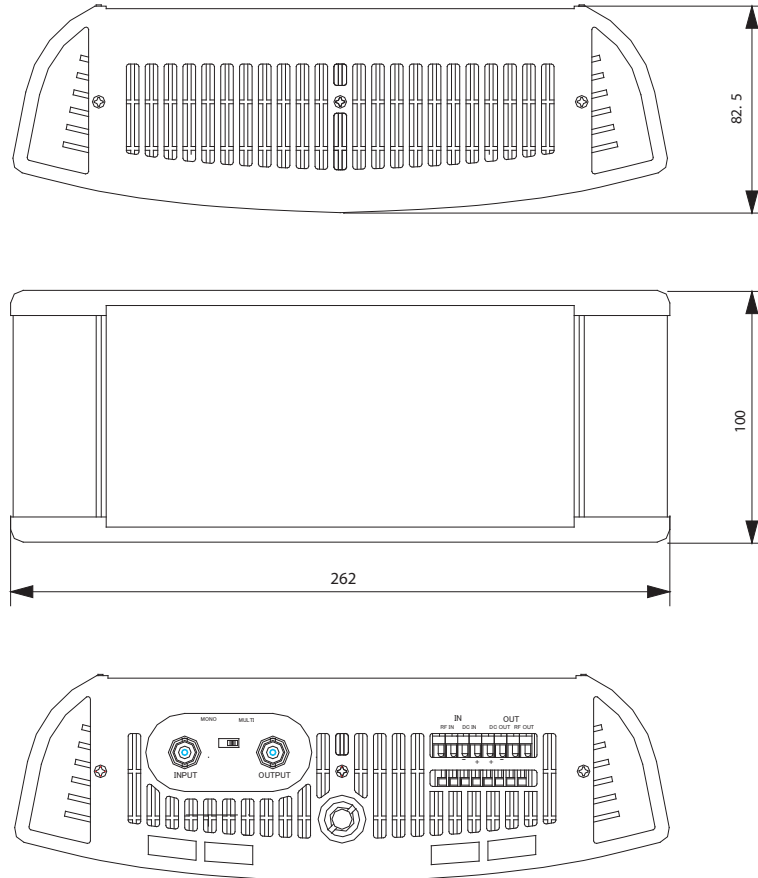 82. 5
100
262
MONO MULTI
INPUT OUTPUT
IN OUT
RF IN DC IN DC OUT RF OUT
- + + -